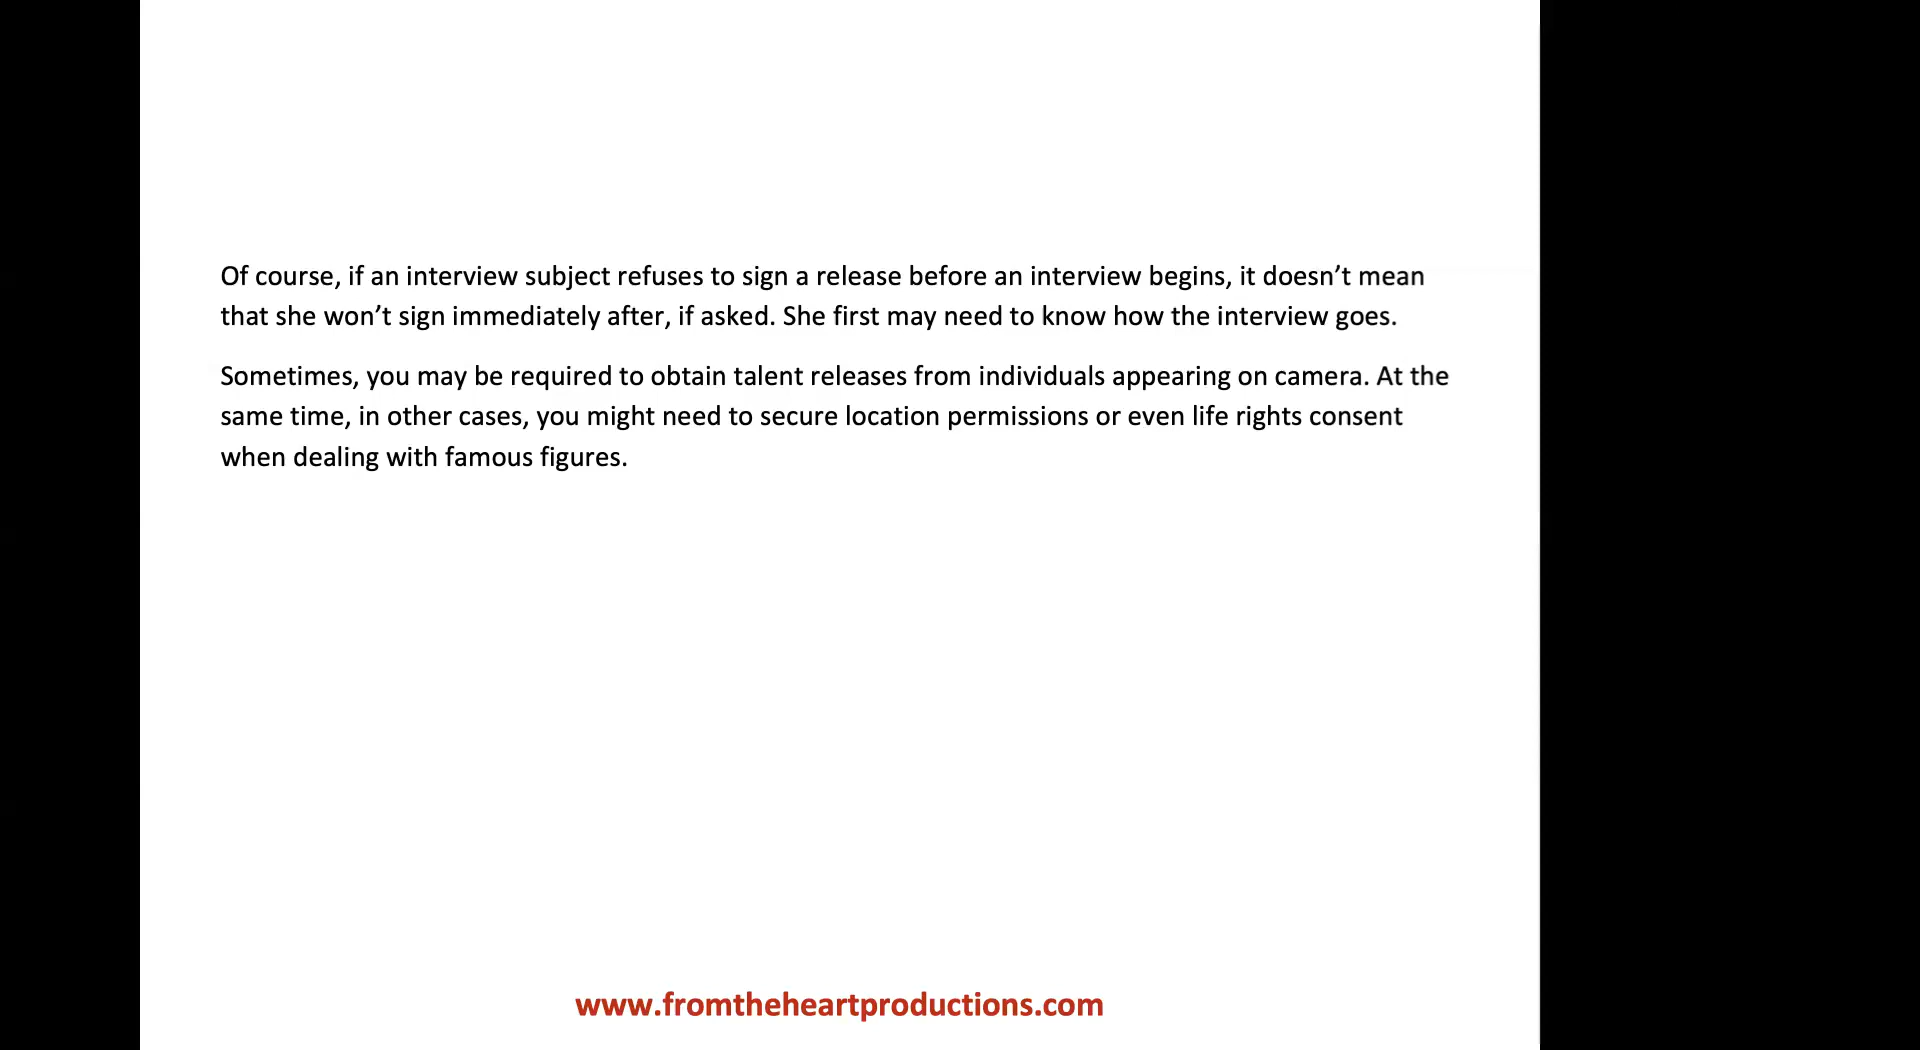 Of course, if an interview subject refuses to sign a release before an interview begins, it doesn’t mean
that she won’t sign immediately after, if asked. She first may need to know how the interview goes.
Sometimes, you may be required to obtain talent releases from individuals appearing on camera. At the
same time, in other cases, you might need to secure location permissions or even life rights consent
when dealing with famous figures.
www.fromtheheartproductions.com